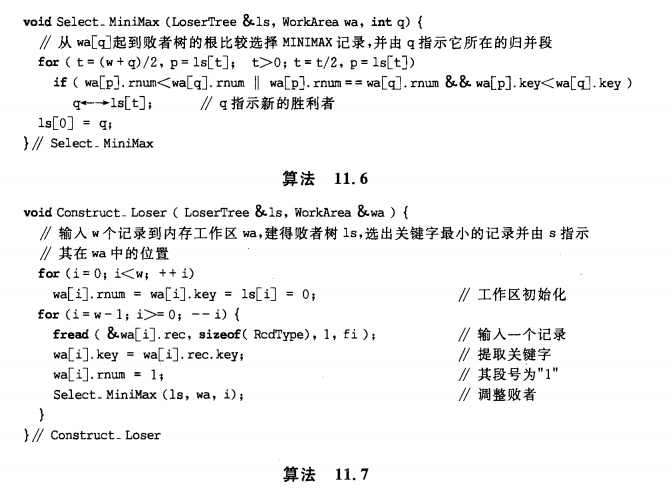 void Select_MiniMax (LoserTree &ls, WorkArea wa, int q) {
// 从 wa[q]起到败者树的根比较选择 MINIMAX 记录,并由 q 指示它所在的归并段
for ( t = (w + q)/2, p = ls[t]; t>0; t = t/2, p = ls[t])
if ( wa[p].rnum<wa[q].rnum ‖ wa[p].rnum == wa[q].rnum && wa[p].key<wa[q].key )
q←→ls[t]; // q 指示新的胜利者
ls[0] = q;
}// Select_MiniMax
算法 11.6
void Construct_Loser ( LoserTree &ls, WorkArea &wa ) {
// 输入 w 个记录到内存工作区 wa,建得败者树 ls,选出关键字最小的记录并由 s 指示
// 其在 wa 中的位置
for (i = 0; i<w; ++i)
wa[i].rnum = wa[i].key = ls[i] = 0; // 工作区初始化
for (i = w - 1; i>= 0; --i) {
fread ( &wa[i].rec, sizeof( RcdType), 1, fi ); // 输入一个记录
wa[i].key = wa[i].rec.key; // 提取关键字
wa[i].rnum = 1; // 其段号为"1"
Select_MiniMax (ls, wa, i); // 调整败者
}
}// Construct_Loser
算法 11.7